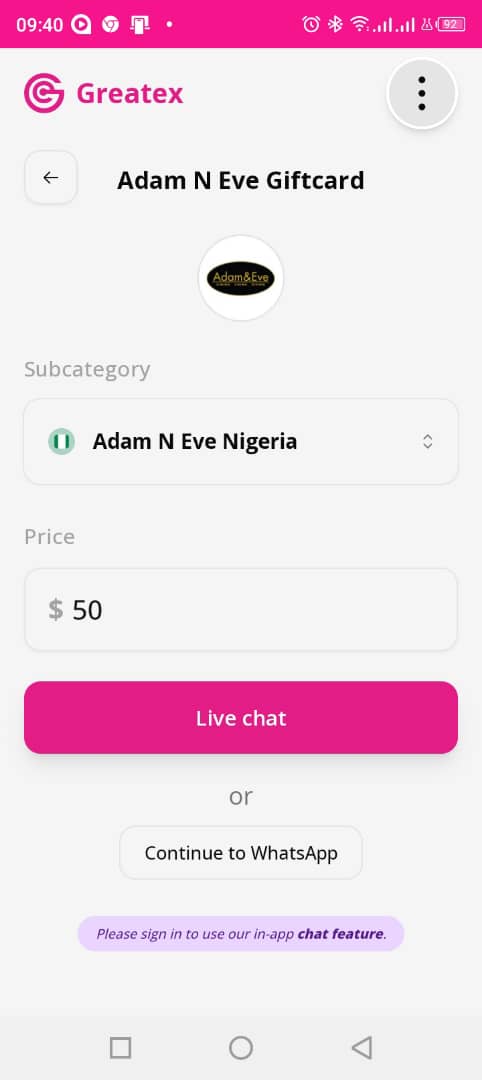 09:40
92
Greatex
Adam N Eve Giftcard
Adam&Eve
Subcategory
Adam N Eve Nigeria
Price
$ 50
Live chat
or
Continue to WhatsApp
Please sign in to use our in-app chat feature.